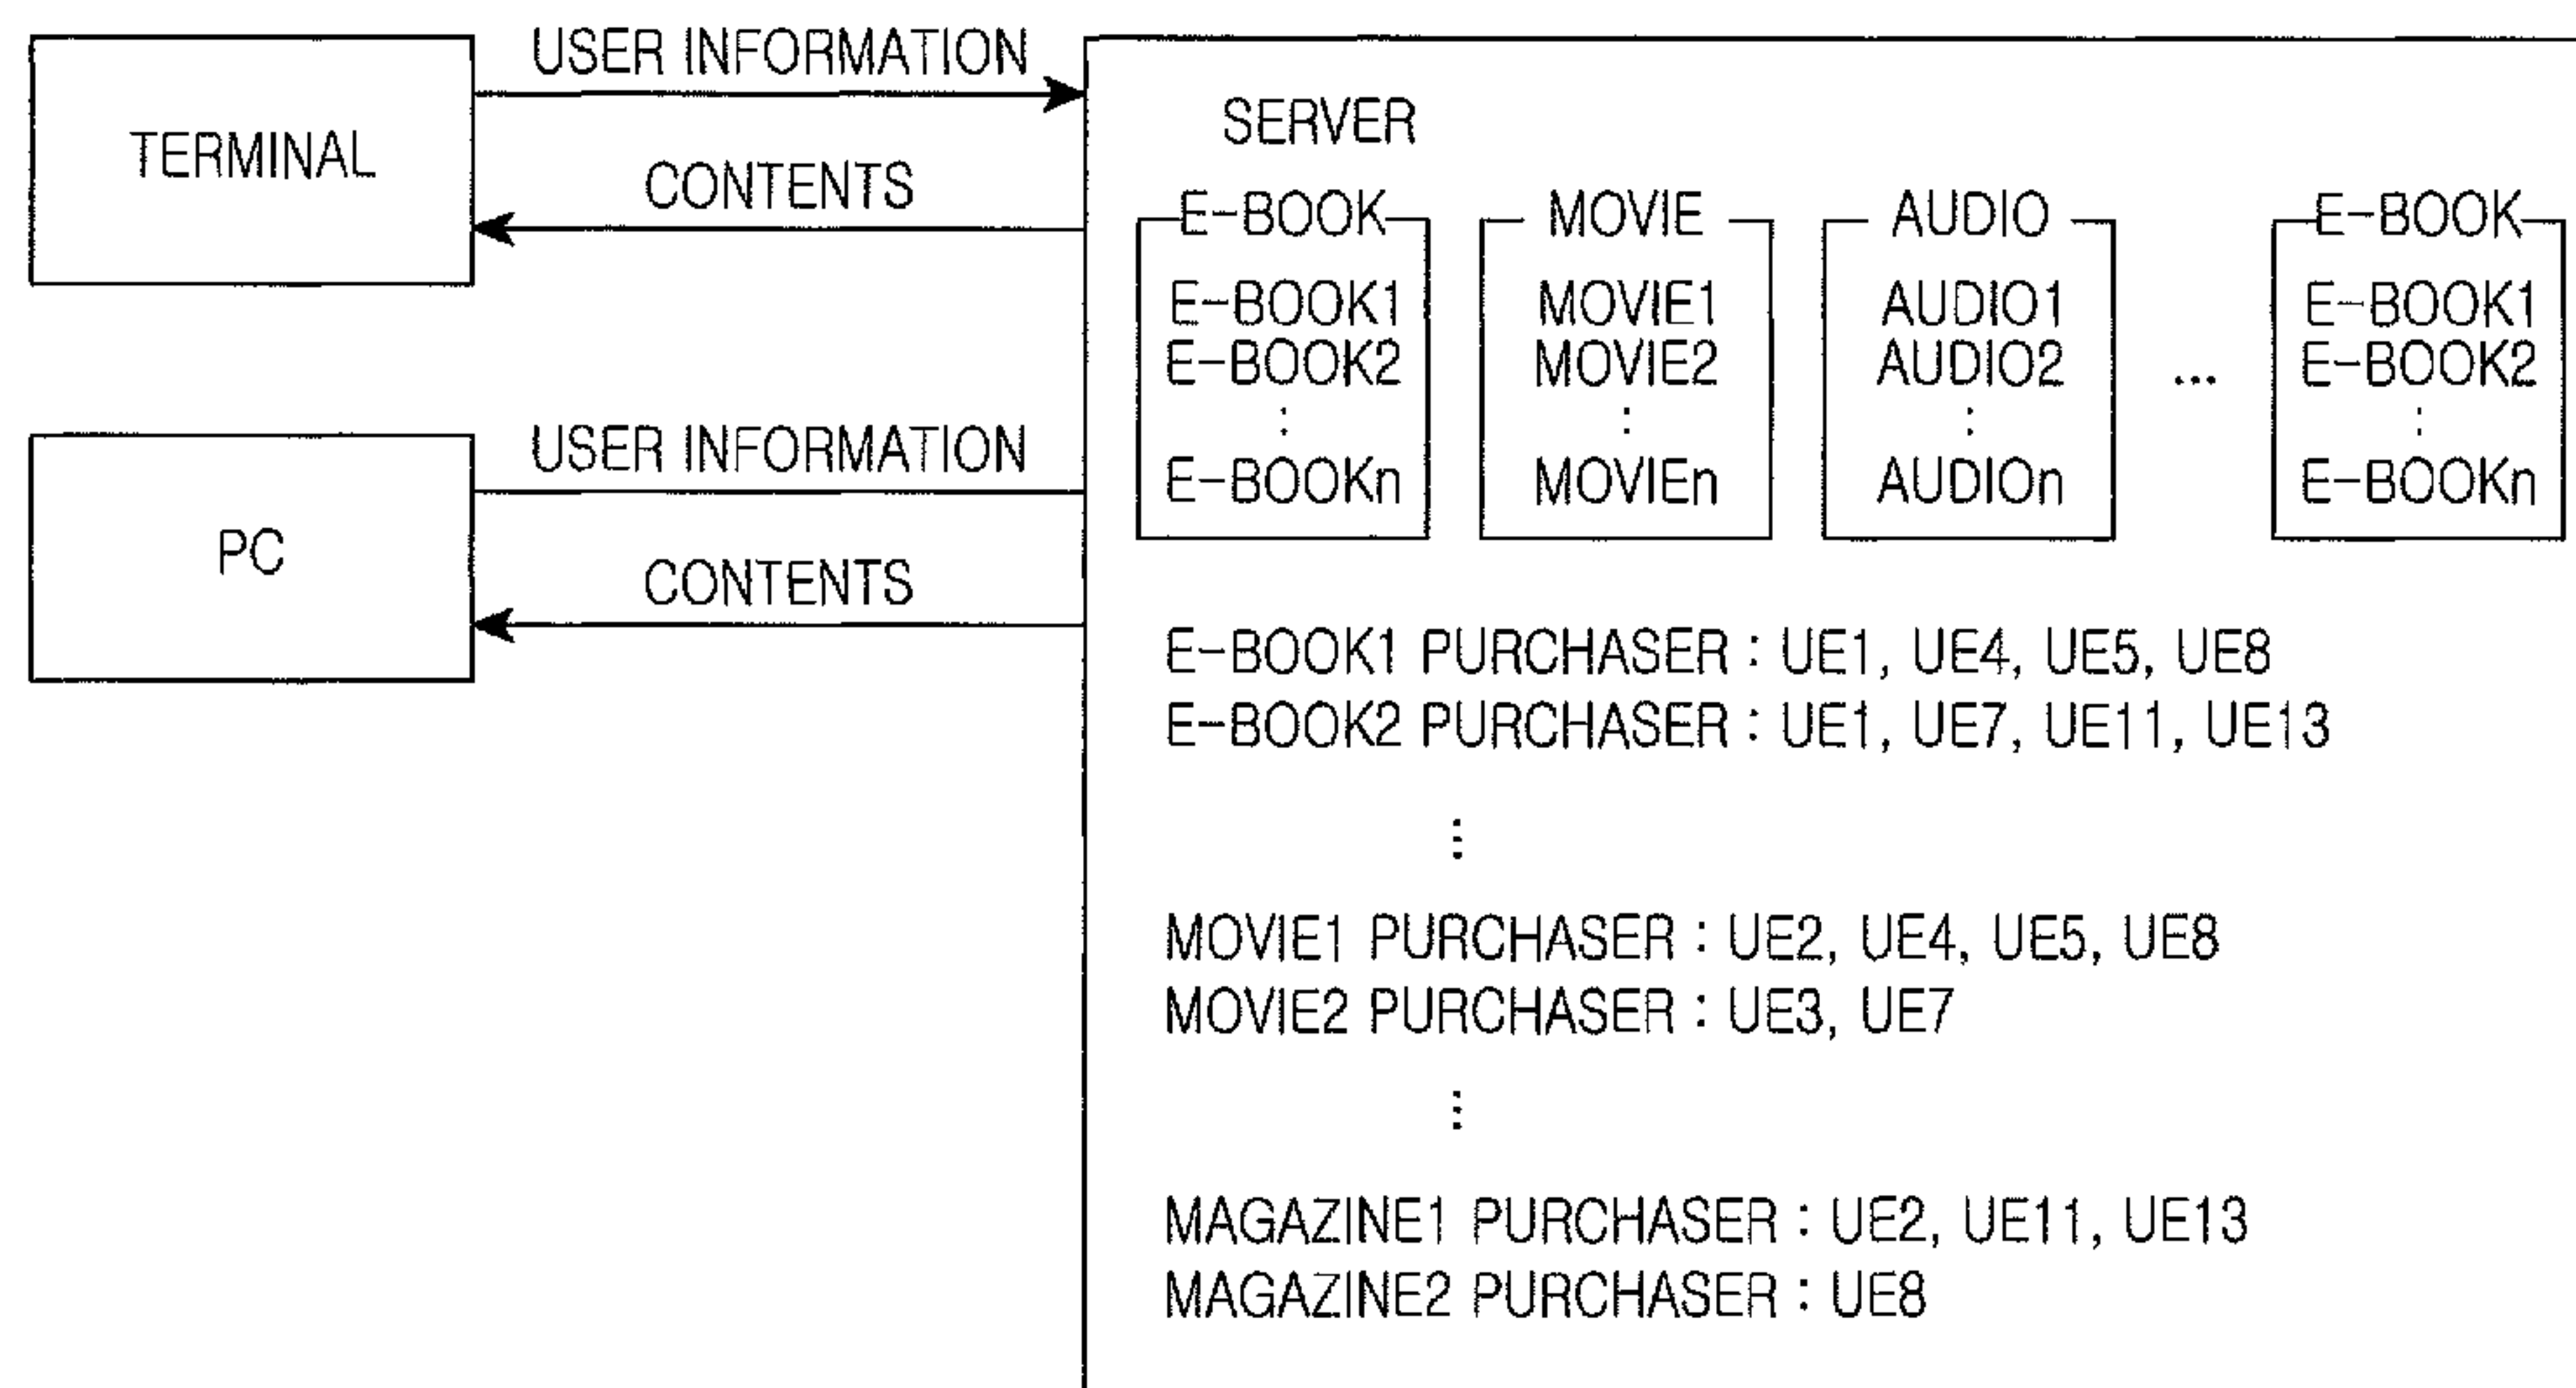 TERMINAL
USER INFORMATION
CONTENTS
PC
USER INFORMATION
CONTENTS
SERVER
E-BOOK
E-BOOK1
E-BOOK2
⋮
E-BOOKn
MOVIE
MOVIE1
MOVIE2
⋮
MOVIEn
AUDIO
AUDIO1
AUDIO2
⋮
AUDIOn
...
E-BOOK
E-BOOK1
E-BOOK2
⋮
E-BOOKn
E-BOOK1 PURCHASER : UE1, UE4, UE5, UE8
E-BOOK2 PURCHASER : UE1, UE7, UE11, UE13
⋮
MOVIE1 PURCHASER : UE2, UE4, UE5, UE8
MOVIE2 PURCHASER : UE3, UE7
⋮
MAGAZINE1 PURCHASER : UE2, UE11, UE13
MAGAZINE2 PURCHASER : UE8